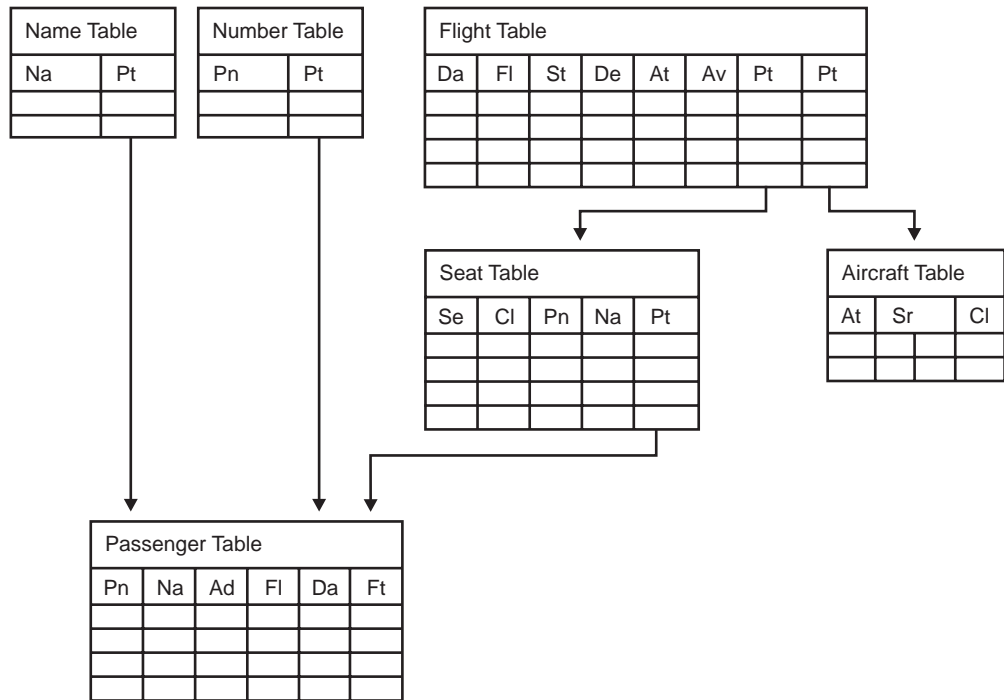 Name Table
Na Pt
Number Table
Pn Pt
Flight Table
Da Fl St De At Av Pt Pt
Seat Table
Se Cl Pn Na Pt
Aircraft Table
At Sr Cl
Passenger Table
Pn Na Ad Fl Da Ft